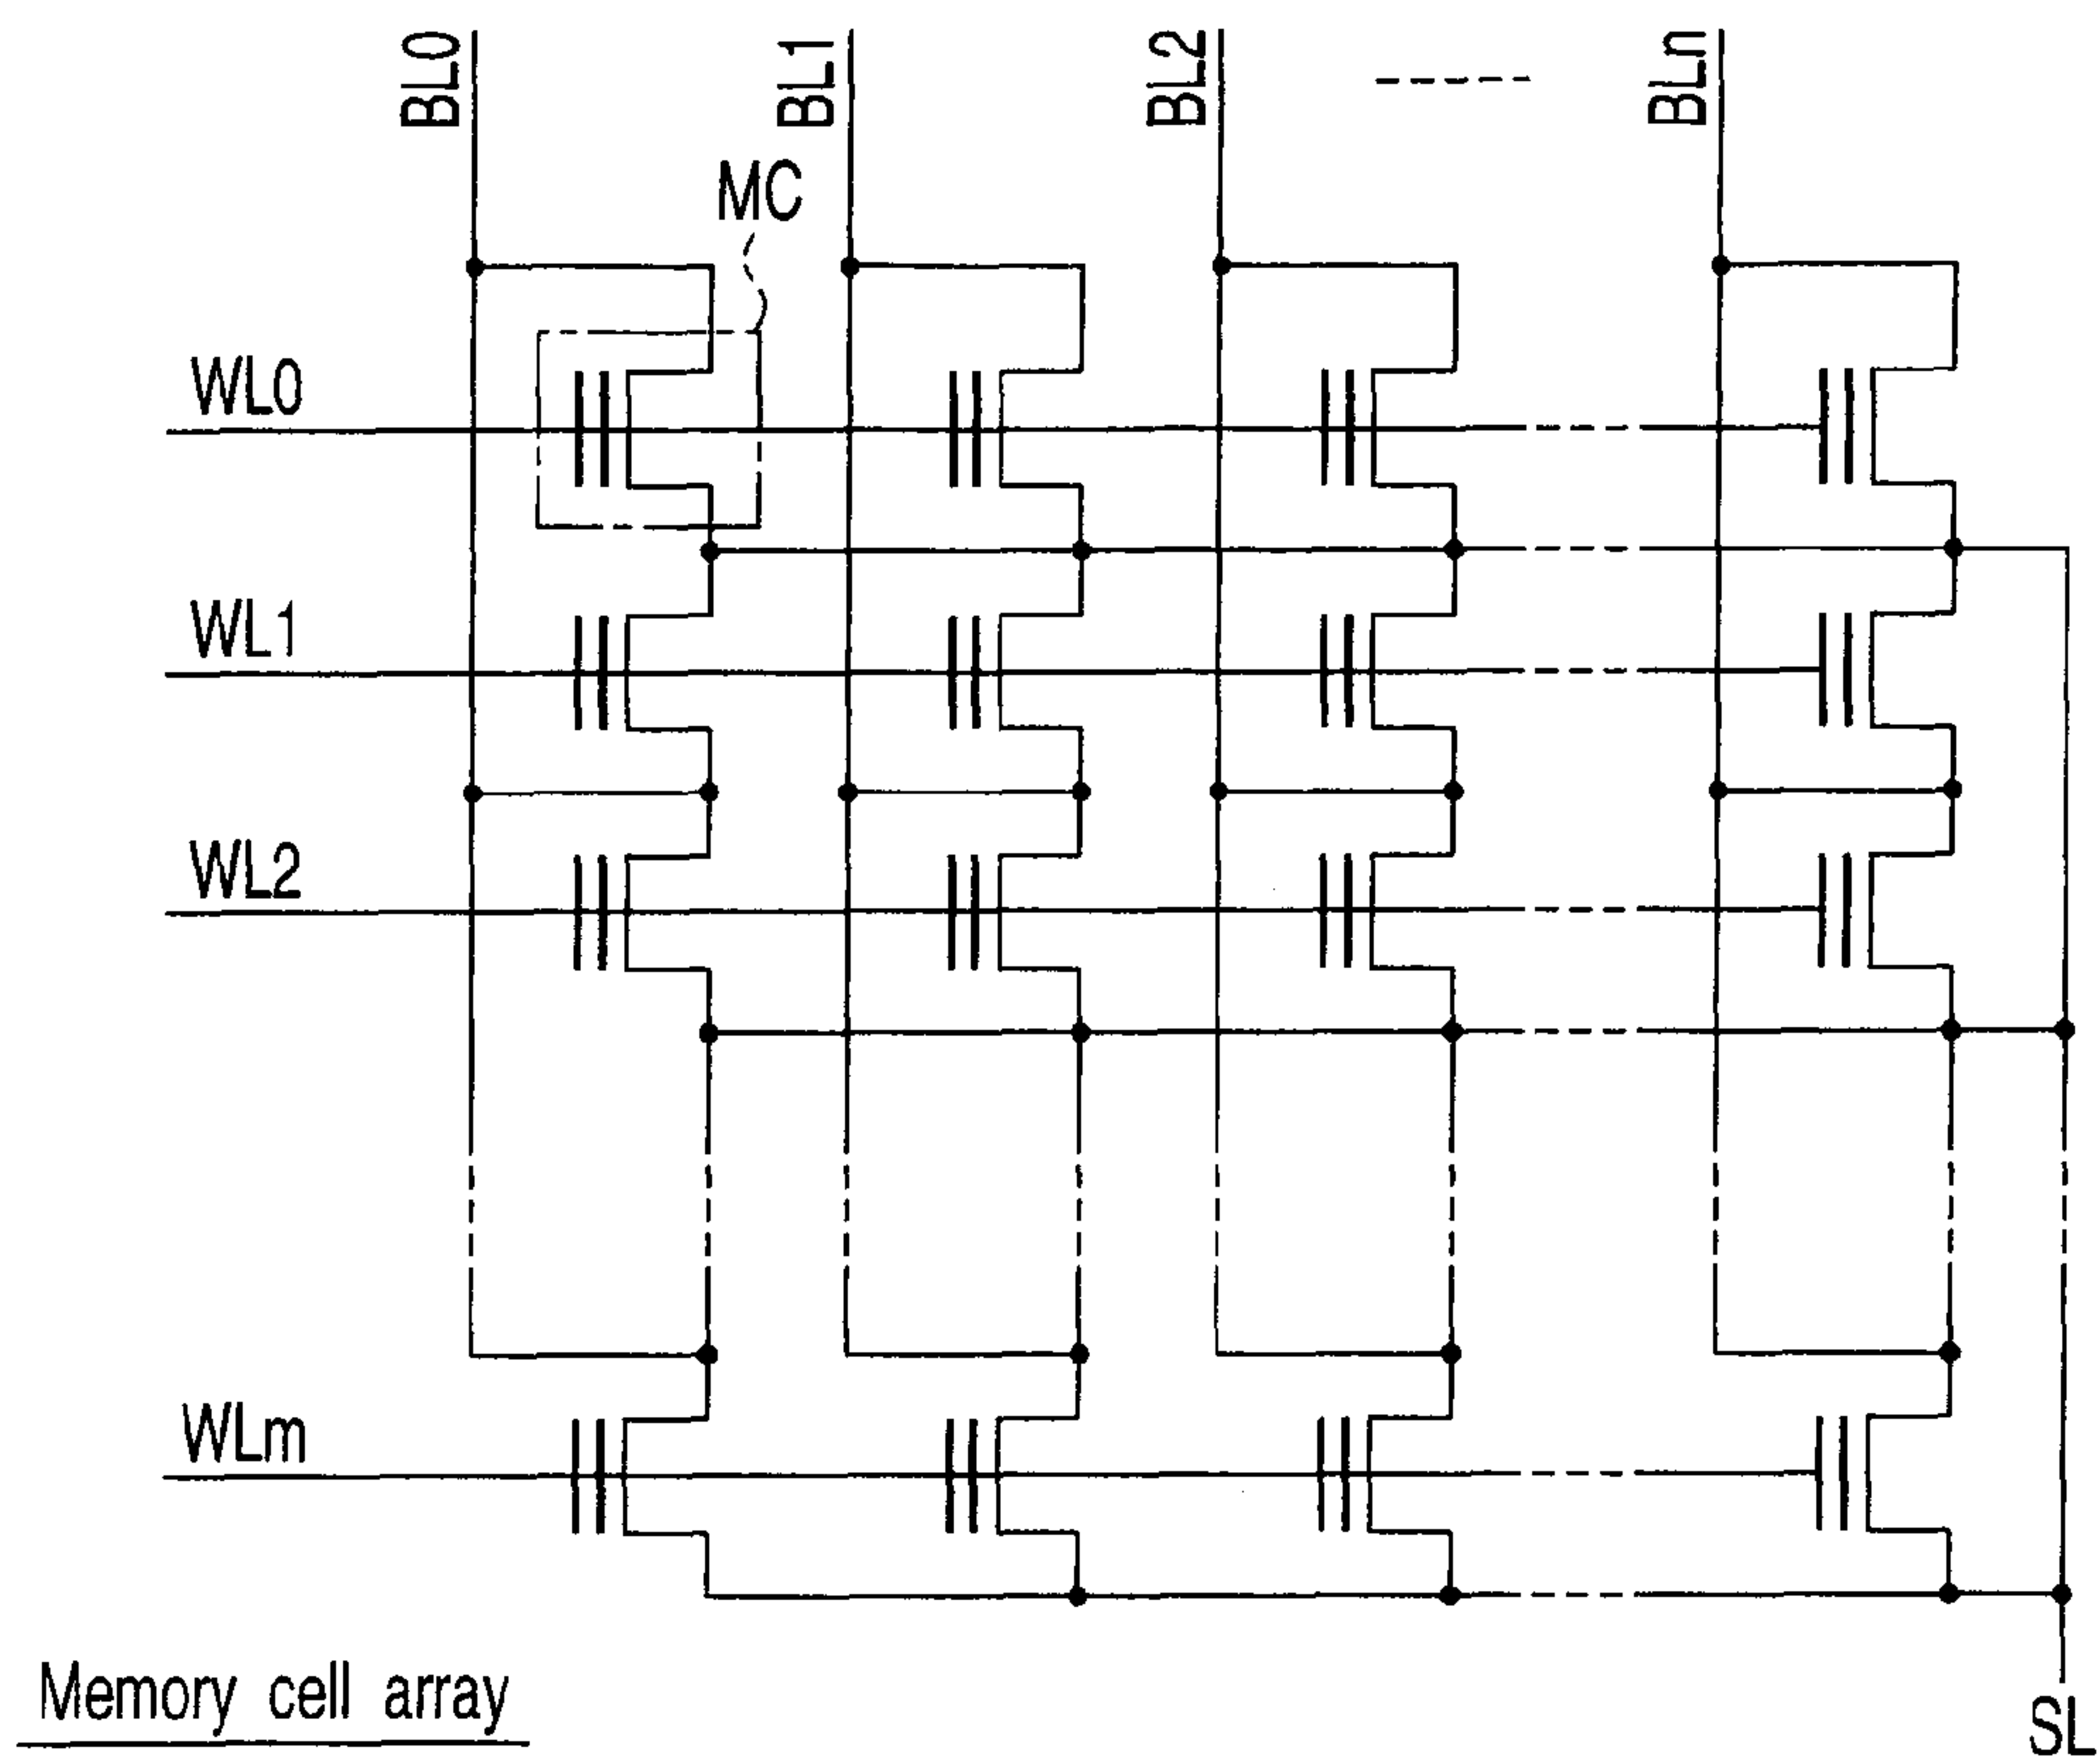 BL0
BL1
BL2
BLn
MC
WL0
WL1
WL2
WLm
Memory cell array
SL